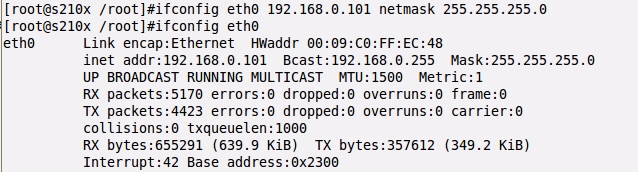 [root@s210x /root]#ifconfig eth0 192.168.0.101 netmask 255.255.255.0
[root@s210x /root]#ifconfig eth0
eth0 Link encap:Ethernet HWaddr 00:09:C0:FF:EC:48
inet addr:192.168.0.101 Bcast:192.168.0.255 Mask:255.255.255.0
UP BROADCAST RUNNING MULTICAST MTU:1500 Metric:1
RX packets:5170 errors:0 dropped:0 overruns:0 frame:0
TX packets:4423 errors:0 dropped:0 overruns:0 carrier:0
collisions:0 txqueuelen:1000
RX bytes:655291 (639.9 KiB) TX bytes:357612 (349.2 KiB)
Interrupt:42 Base address:0x2300